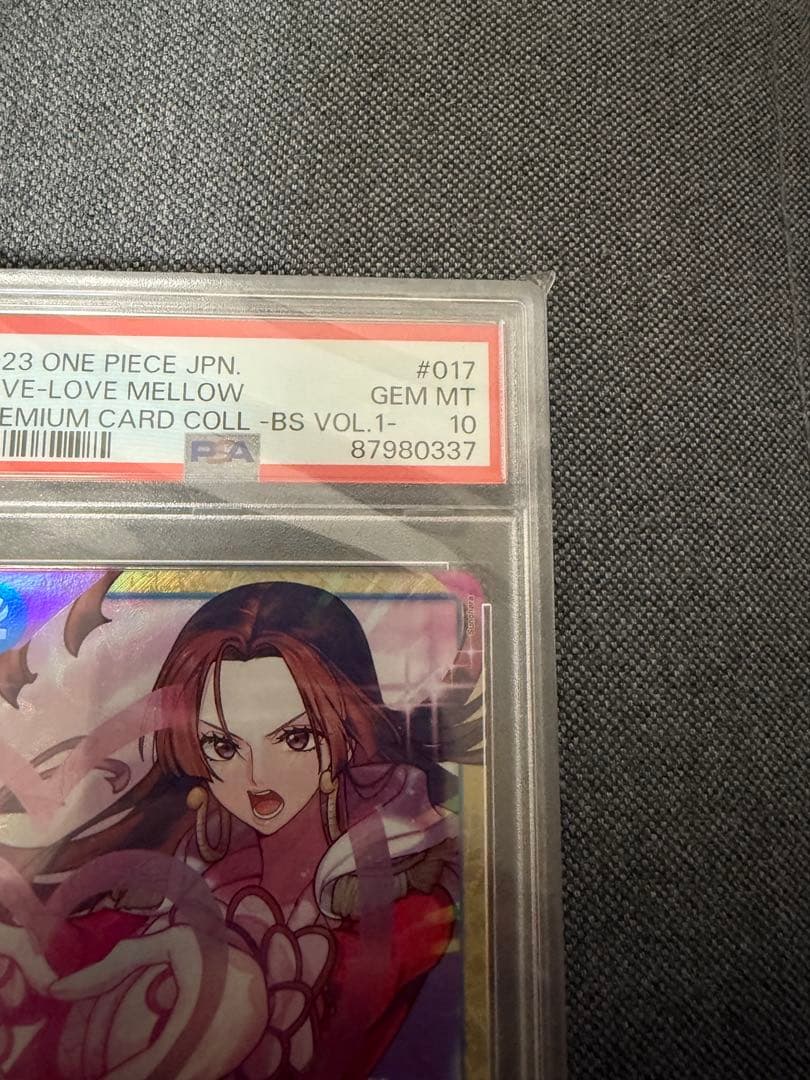 23 ONE PIECE JPN. #017
VE-LOVE MELLOW GEM MT
EMIUM CARD COLL -BS VOL.1- 10
PSA 87980337